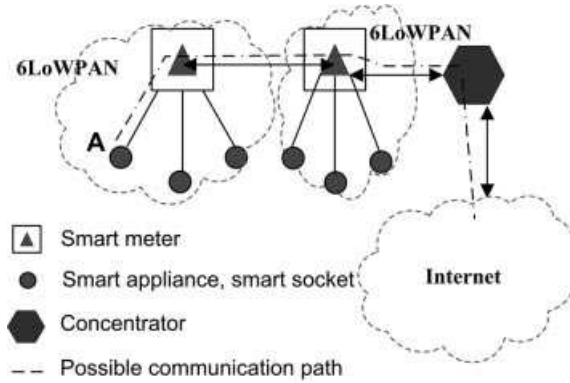 6LoWPAN
6LoWPAN
A
Internet
Smart meter
Smart appliance, smart socket
Concentrator
Possible communication path